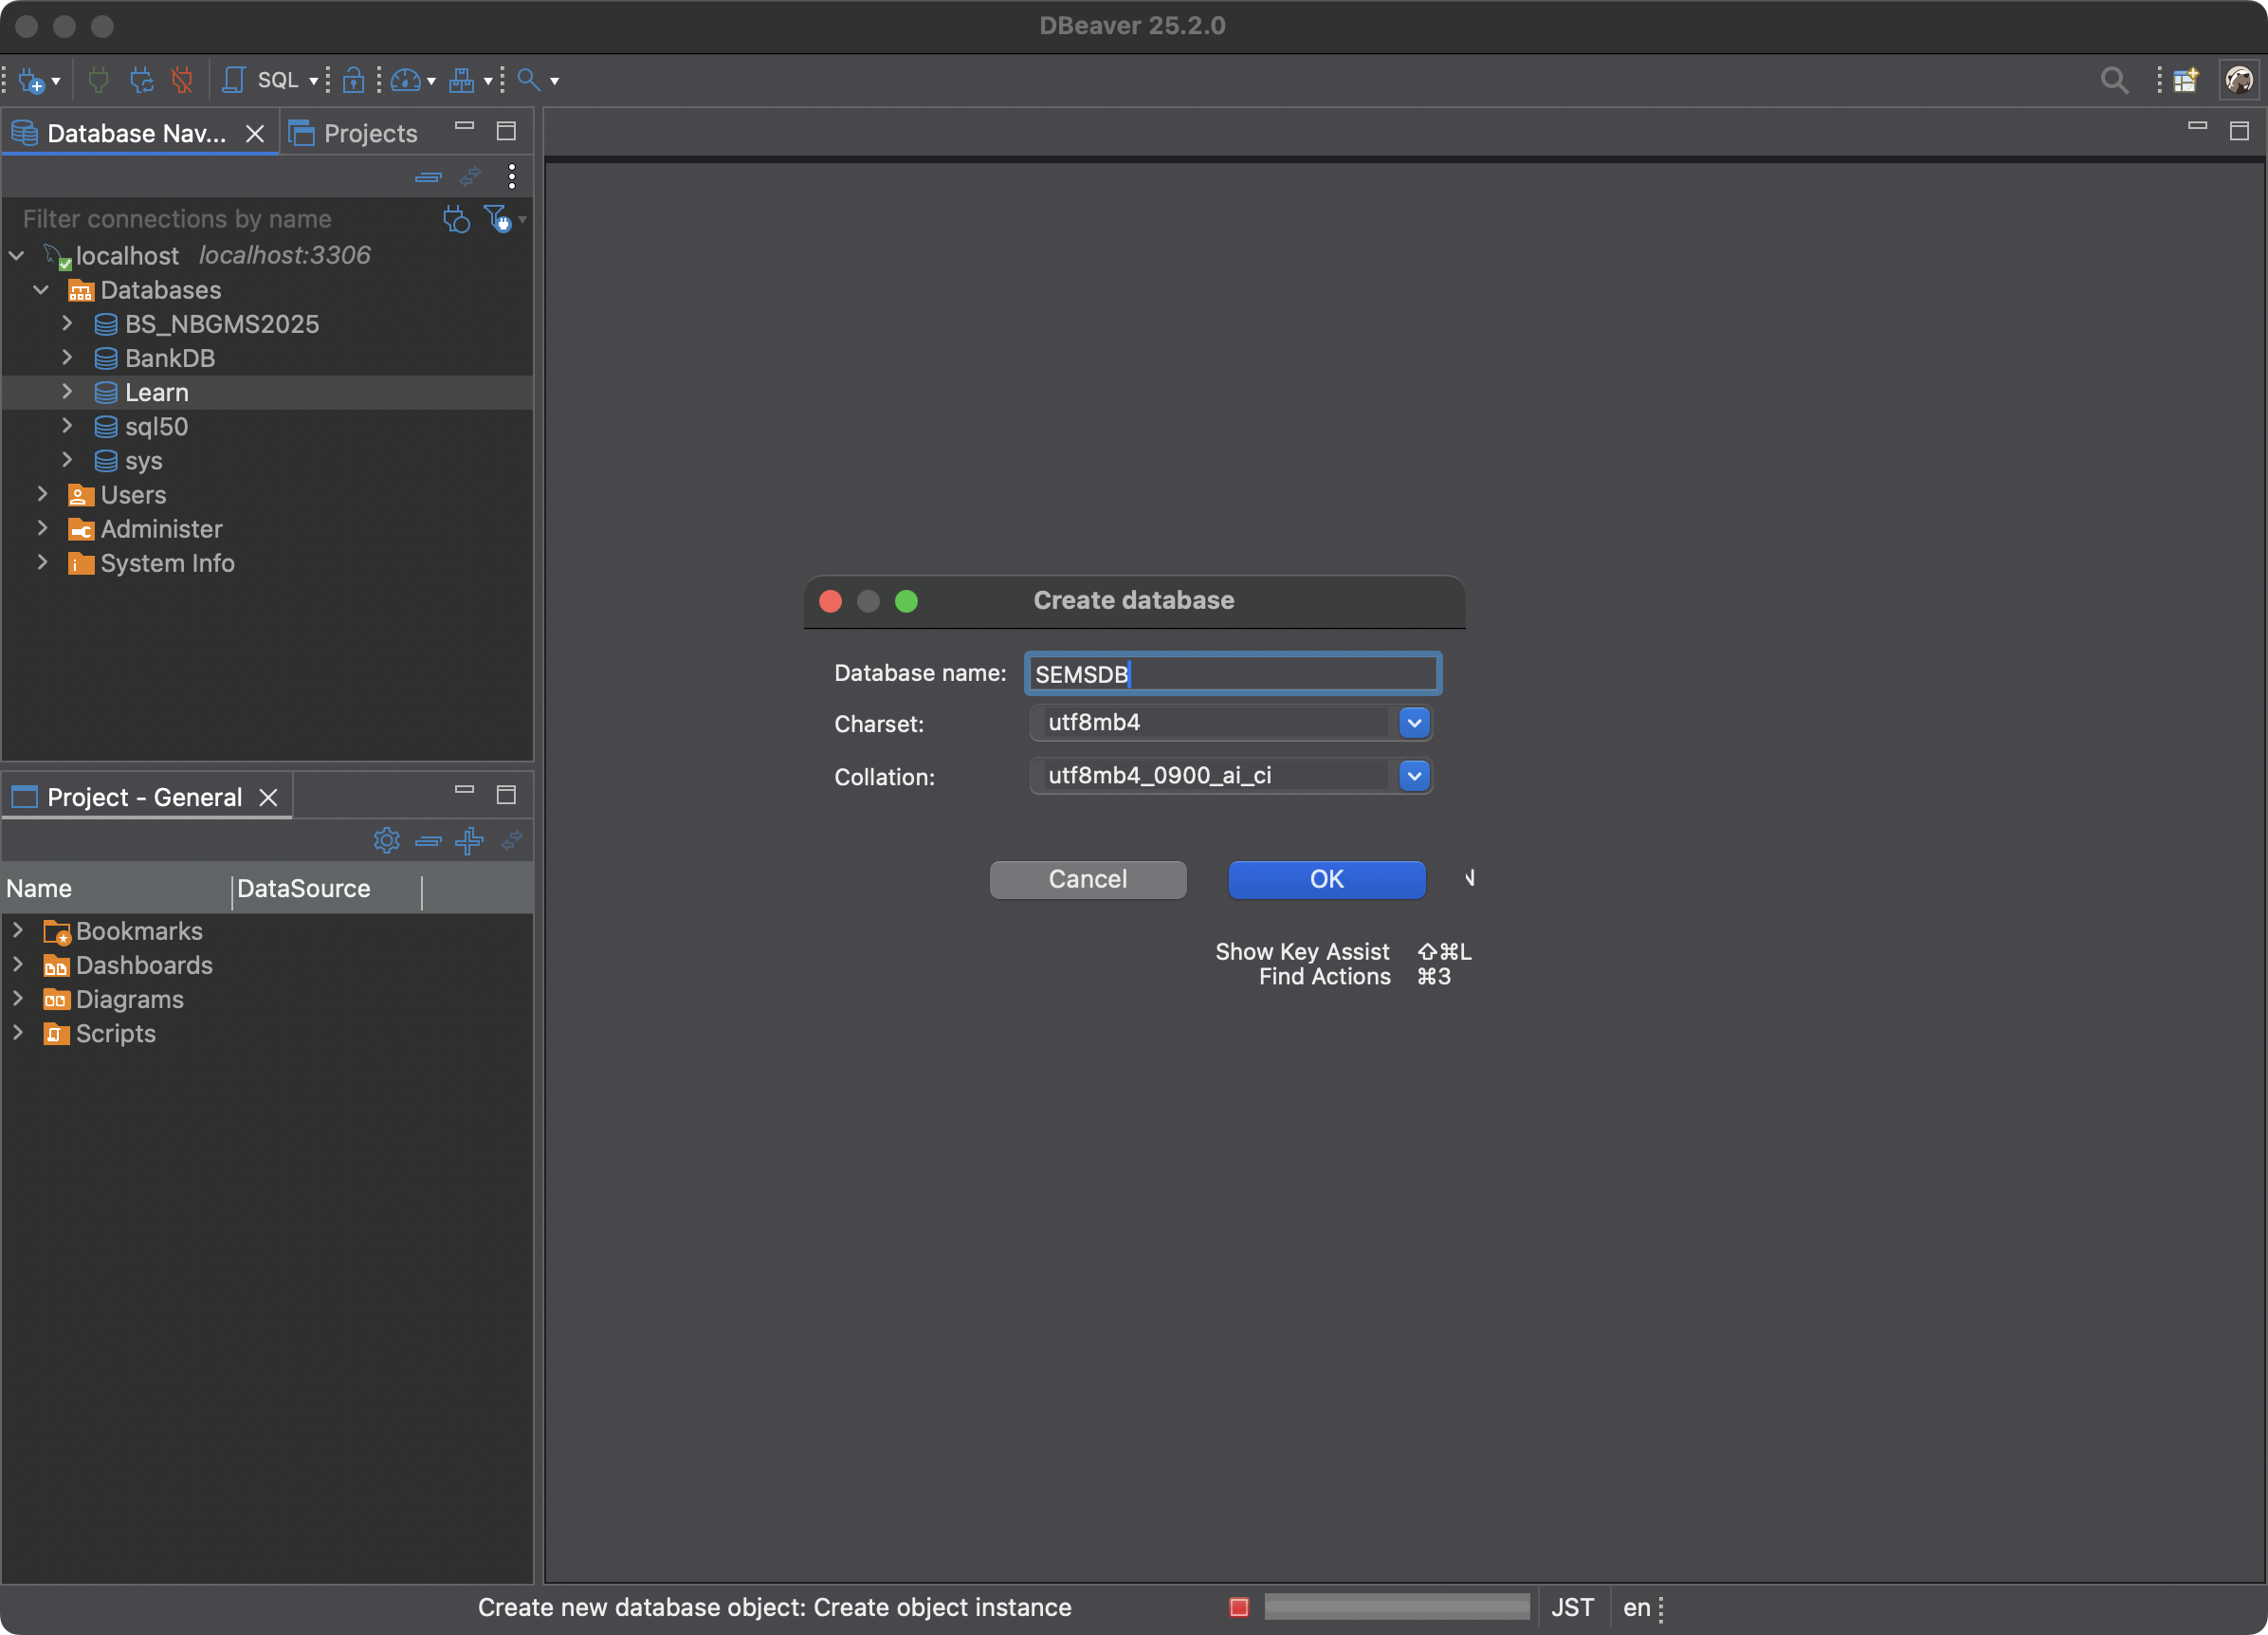 DBeaver 25.2.0
SQL
Database Nav...
Projects
Filter connections by name
localhost localhost:3306
Databases
BS_NBGMS2025
BankDB
Learn
sql50
sys
Users
Administer
System Info
Create database
Database name: SEMSDB
Charset: utf8mb4
Collation: utf8mb4_0900_ai_ci
Cancel OK
Show Key Assist ⇧⌘L
Find Actions ⌘3
Project - General
Name DataSource
Bookmarks
Dashboards
Diagrams
Scripts
Create new database object: Create object instance
JST
en